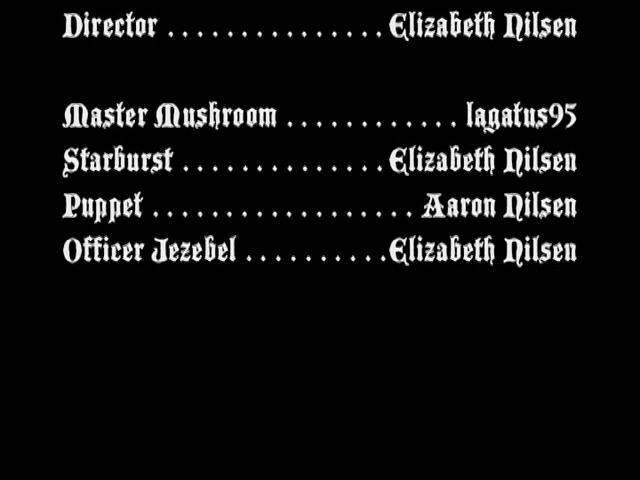 Director . . . . . . . . . . . . . . . Elizabeth Nilsen
Master Mushroom . . . . . . . . . . . . lagatus95
Starburst . . . . . . . . . . . . . . Elizabeth Nilsen
Puppet . . . . . . . . . . . . . . . . . . Aaron Nilsen
Officer Jezebel . . . . . . . . . . Elizabeth Nilsen